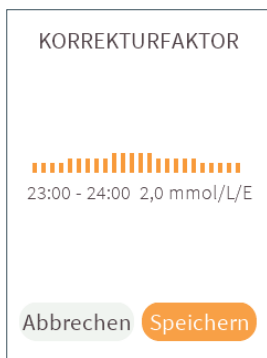 KORREKTURFAKTOR
23:00 - 24:00 2,0 mmol/L/E
Abbrechen Speichern